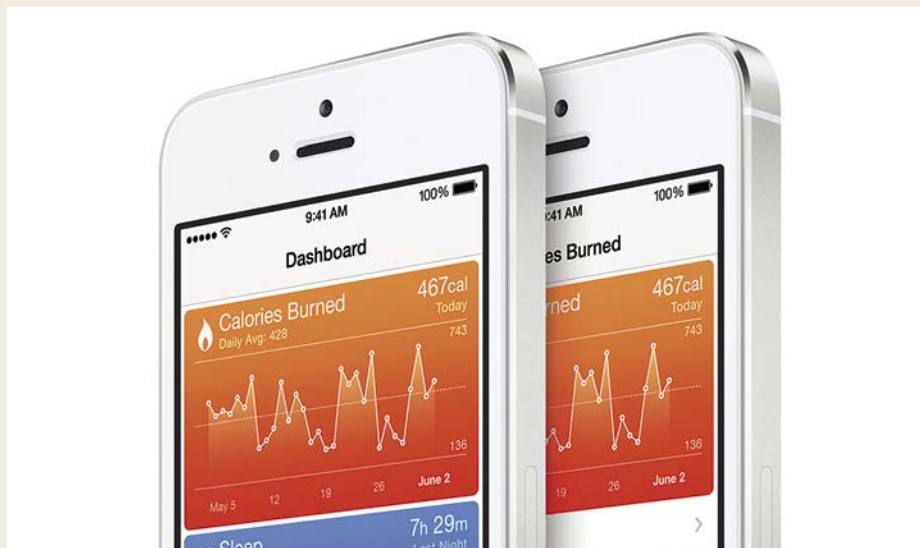 9:41 AM
100%
Dashboard
Calories Burned
467cal
Daily Avg: 428
Today
743
136
May 5
12
19
26
June 2
Sleep
7h 29m
Last Night
:41 AM
100%
es Burned
rned
467cal
Today
743
136
19
26
June 2